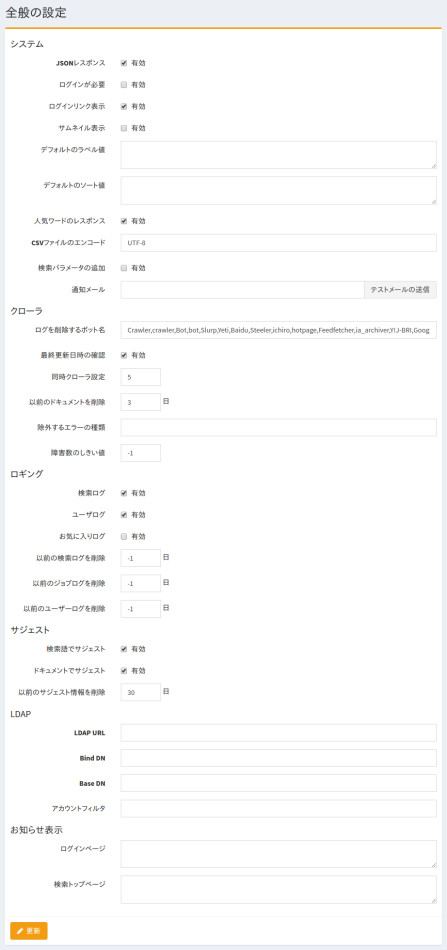 全般の設定
システム
JSONレスポンス 有効
ログインが必要 有効
ログインリンク表示 有効
サムネイル表示 有効
デフォルトのラベル値
デフォルトのソート値
人気ワードのレスポンス 有効
CSVファイルのエンコード UTF-8
検索パラメータの追加 有効
通知メール テストメールの送信
クローラ
ログを削除するボット名 Crawler,crawler,Bot,bot,Slurp,Yeti,Baidu,Steeler,ichiro,hotpage,Feedfetcher,ia_archiver,Y!J-BRI,Goog
最終更新日時の確認 有効
同時クローラ設定 5
以前のドキュメントを削除 3 日
除外するエラーの種類
障害数のしきい値 -1
ロギング
検索ログ 有効
ユーザログ 有効
お気に入りログ 有効
以前の検索ログを削除 -1 日
以前のジョブログを削除 -1 日
以前のユーザーログを削除 -1 日
サジェスト
検索語でサジェスト 有効
ドキュメントでサジェスト 有効
以前のサジェスト情報を削除 30 日
LDAP
LDAP URL
Bind DN
Base DN
アカウントフィルタ
お知らせ表示
ログインページ
検索トップページ
更新